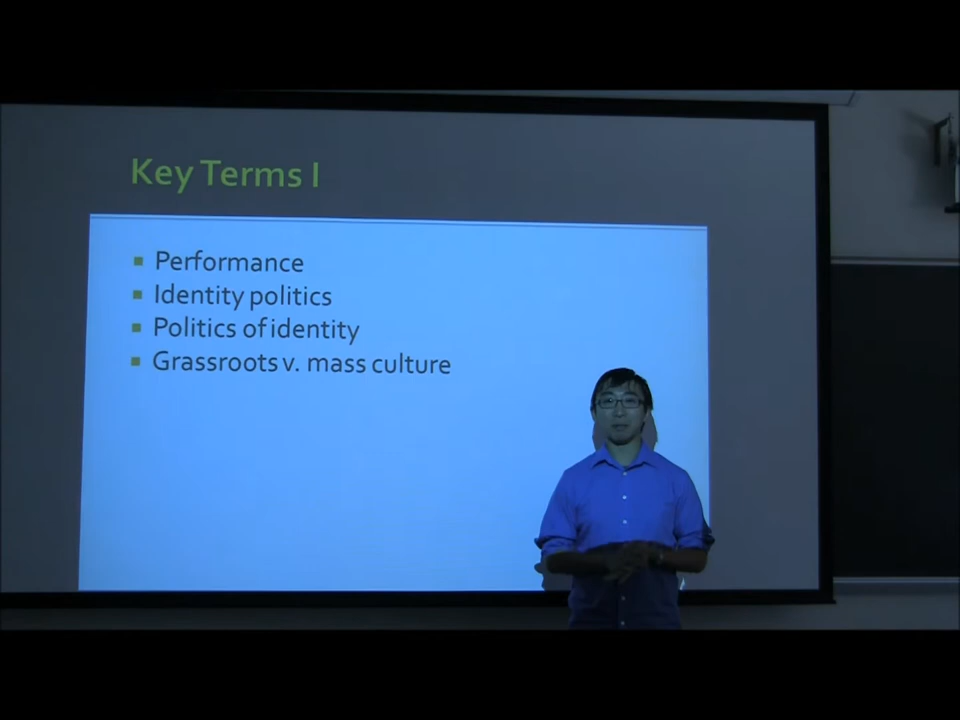 Key Terms I
Performance
Identity politics
Politics of identity
Grassroots v. mass culture